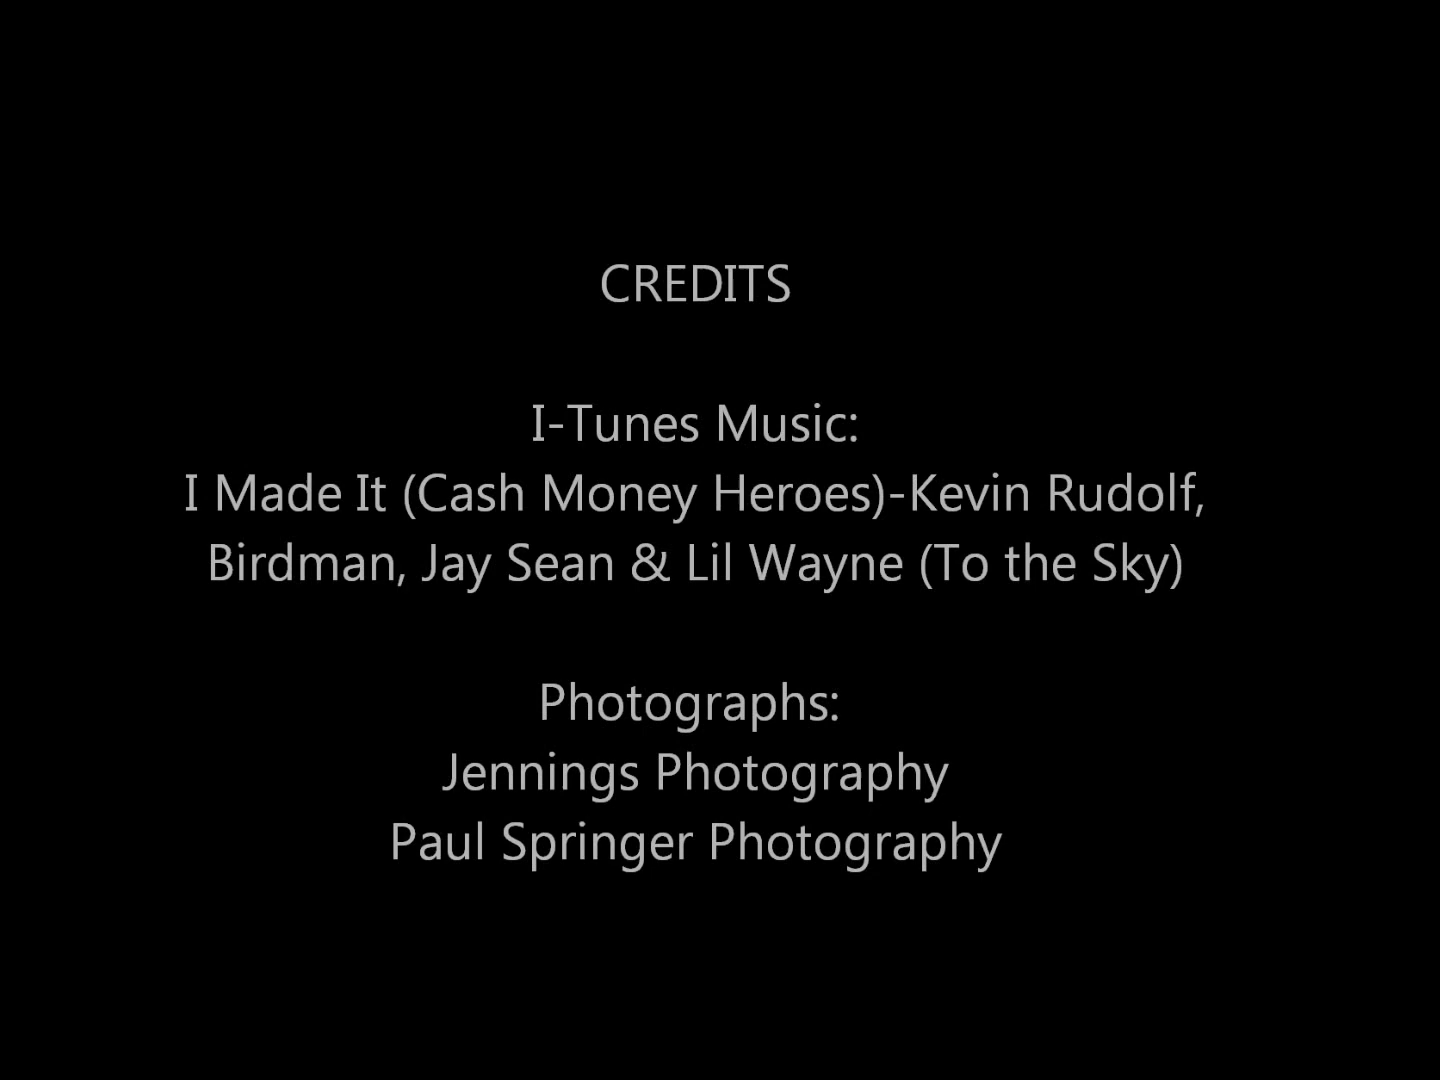 CREDITS
I-Tunes Music:
I Made It (Cash Money Heroes)-Kevin Rudolf,
Birdman, Jay Sean & Lil Wayne (To the Sky)
Photographs:
Jennings Photography
Paul Springer Photography